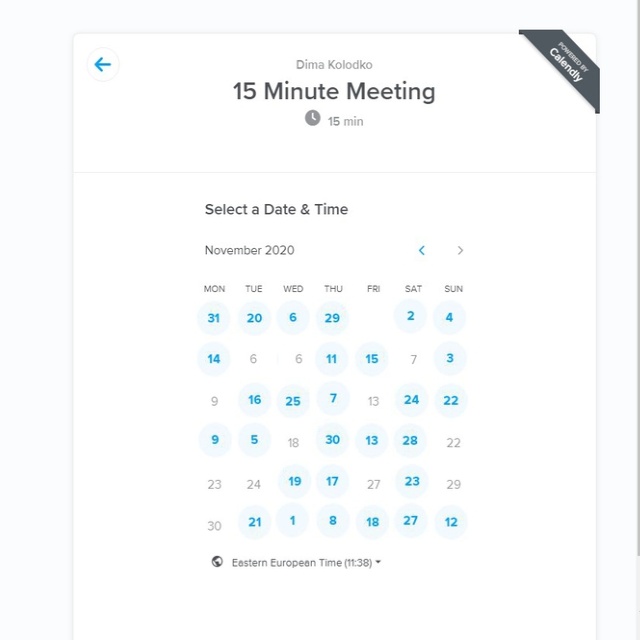 POWERED BY
Calendly
Dima Kolodko
15 Minute Meeting
15 min
Select a Date & Time
November 2020
MON TUE WED THU FRI SAT SUN
31 20 6 29 2 4
14 6 6 11 15 7 3
9 16 25 7 13 24 22
9 5 18 30 13 28 22
23 24 19 17 27 23 29
30 21 1 8 18 27 12
Eastern European Time (11:38)